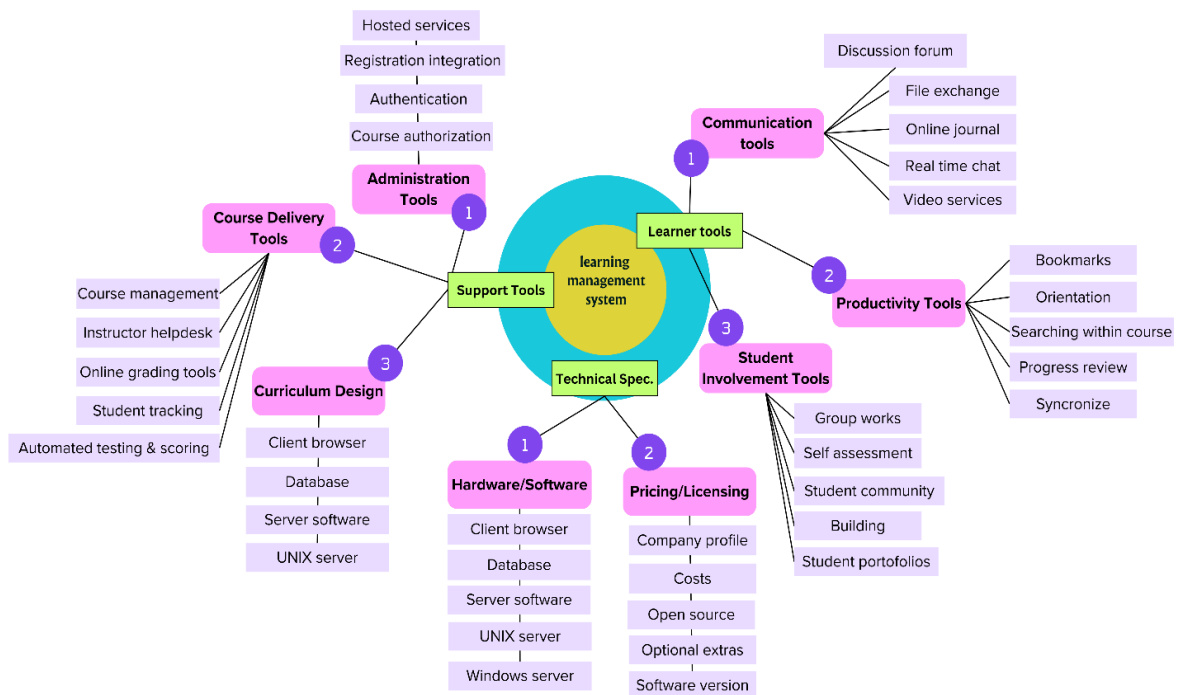 Hosted services
Registration integration
Authentication
Course authorization
Administration
Tools
1
Course Delivery
Tools
2
Course management
Instructor helpdesk
Online grading tools
Student tracking
Automated testing & scoring
3
Curriculum Design
Client browser
Database
Server software
UNIX server
Support Tools
learning
management
system
Learner tools
Technical Spec.
1
Communication
tools
Discussion forum
File exchange
Online journal
Real time chat
Video services
2
Productivity Tools
Bookmarks
Orientation
Searching within course
Progress review
Syncronize
3
Student
Involvement Tools
Group works
Self assessment
Student community
Building
Student portofolios
1
Hardware/Software
Client browser
Database
Server software
UNIX server
Windows server
2
Pricing/Licensing
Company profile
Costs
Open source
Optional extras
Software version